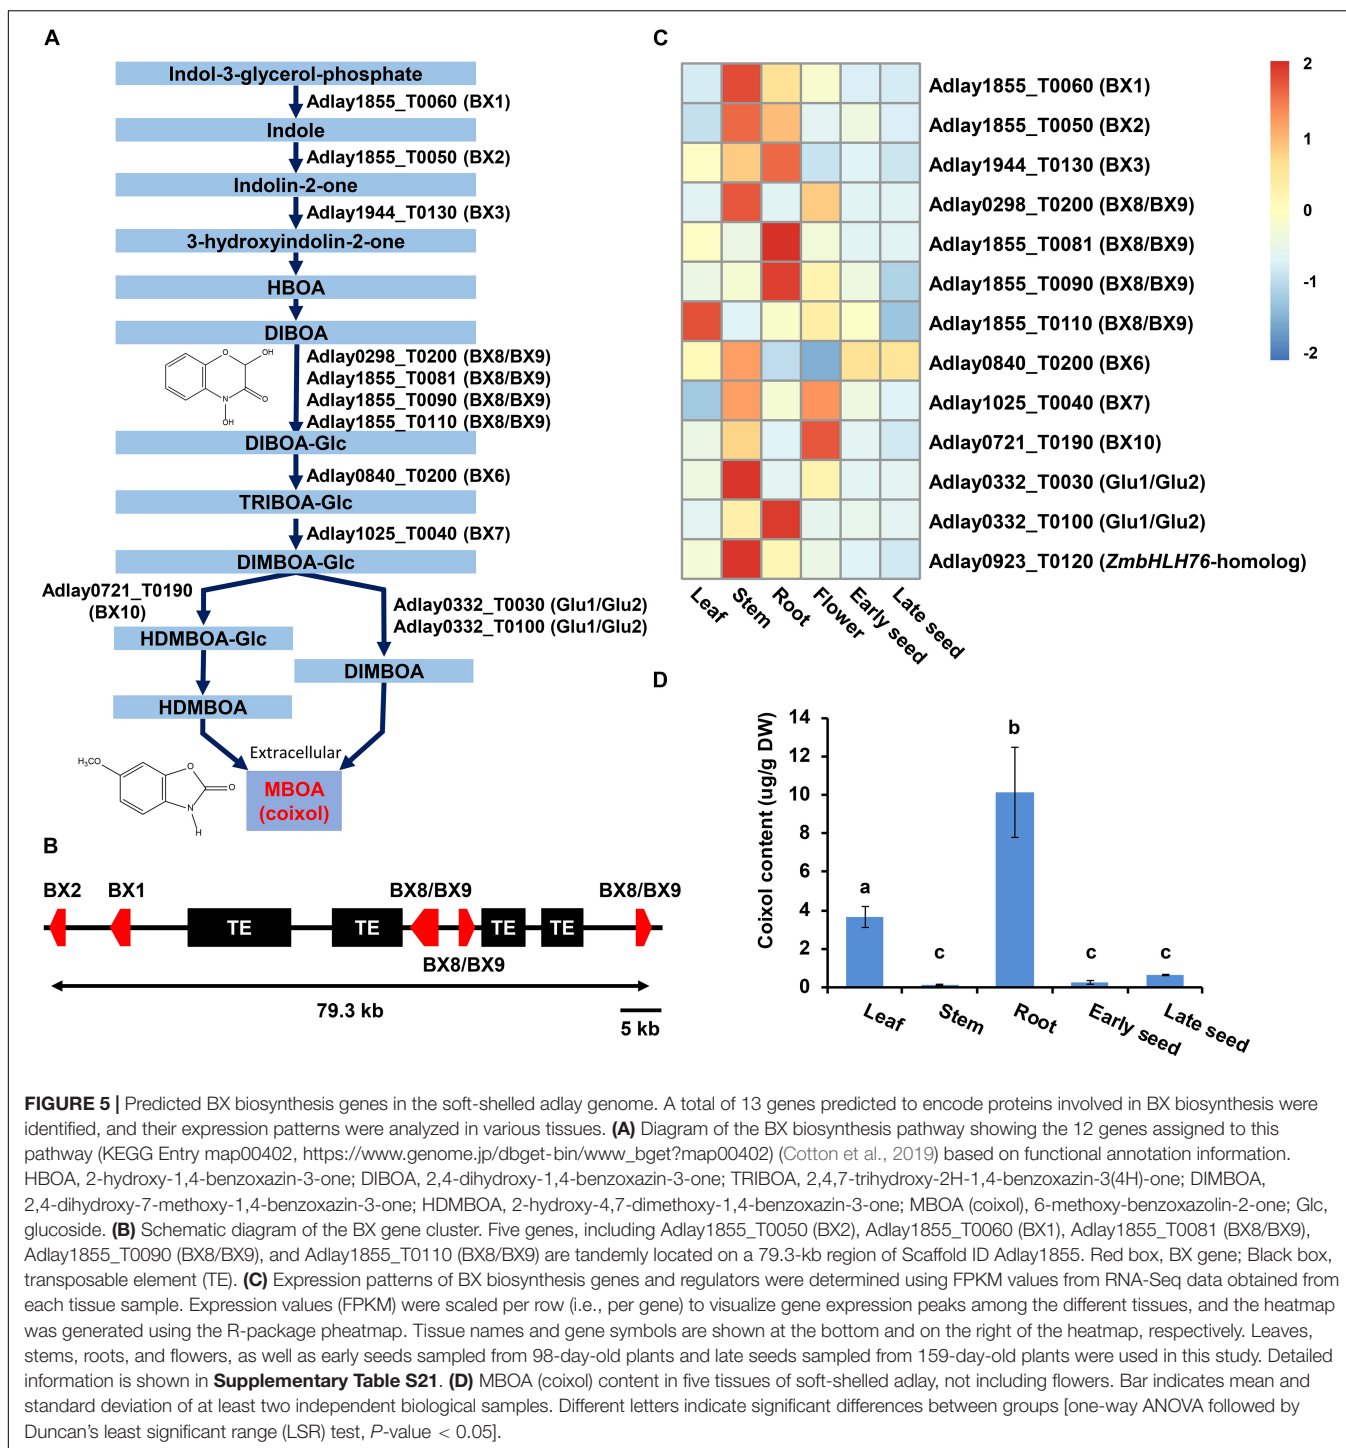 A
Indol-3-glycerol-phosphate
Adlay1855_T0060 (BX1)
Indole
Adlay1855_T0050 (BX2)
Indolin-2-one
Adlay1944_T0130 (BX3)
3-hydroxyindolin-2-one
HBOA
DIBOA
Adlay0298_T0200 (BX8/BX9)
Adlay1855_T0081 (BX8/BX9)
Adlay1855_T0090 (BX8/BX9)
Adlay1855_T0110 (BX8/BX9)
O
OH
N
O
OH
DIBOA-Glc
Adlay0840_T0200 (BX6)
TRIBOA-Glc
Adlay1025_T0040 (BX7)
DIMBOA-Glc
Adlay0721_T0190
(BX10)
Adlay0332_T0030 (Glu1/Glu2)
Adlay0332_T0100 (Glu1/Glu2)
HDMBOA-Glc
DIMBOA
HDMBOA
Extracellular
MBOA
(coixol)
H₃CO
O
O
N
H
B
BX2 BX1 BX8/BX9 BX8/BX9
TE TE TE TE
BX8/BX9
79.3 kb
5 kb
C
Adlay1855_T0060 (BX1)
Adlay1855_T0050 (BX2)
Adlay1944_T0130 (BX3)
Adlay0298_T0200 (BX8/BX9)
Adlay1855_T0081 (BX8/BX9)
Adlay1855_T0090 (BX8/BX9)
Adlay1855_T0110 (BX8/BX9)
Adlay0840_T0200 (BX6)
Adlay1025_T0040 (BX7)
Adlay0721_T0190 (BX10)
Adlay0332_T0030 (Glu1/Glu2)
Adlay0332_T0100 (Glu1/Glu2)
Adlay0923_T0120 (ZmbHLH76-homolog)
Leaf Stem Root Flower Early seed Late seed
2
1
0
-1
-2
D
Coixol content (ug/g DW)
14
12
10
8
6
4
2
0
a
c
b
c
c
Leaf Stem Root Early seed Late seed
FIGURE 5 | Predicted BX biosynthesis genes in the soft-shelled adlay genome. A total of 13 genes predicted to encode proteins involved in BX biosynthesis were
identified, and their expression patterns were analyzed in various tissues. (A) Diagram of the BX biosynthesis pathway showing the 12 genes assigned to this
pathway (KEGG Entry map00402, https://www.genome.jp/dbget-bin/www_bget?map00402) (Cotton et al., 2019) based on functional annotation information.
HBOA, 2-hydroxy-1,4-benzoxazin-3-one; DIBOA, 2,4-dihydroxy-1,4-benzoxazin-3-one; TRIBOA, 2,4,7-trihydroxy-2H-1,4-benzoxazin-3(4H)-one; DIMBOA,
2,4-dihydroxy-7-methoxy-1,4-benzoxazin-3-one; HDMBOA, 2-hydroxy-4,7-dimethoxy-1,4-benzoxazin-3-one; MBOA (coixol), 6-methoxy-benzoxazolin-2-one; Glc,
glucoside. (B) Schematic diagram of the BX gene cluster. Five genes, including Adlay1855_T0050 (BX2), Adlay1855_T0060 (BX1), Adlay1855_T0081 (BX8/BX9),
Adlay1855_T0090 (BX8/BX9), and Adlay1855_T0110 (BX8/BX9) are tandemly located on a 79.3-kb region of Scaffold ID Adlay1855. Red box, BX gene; Black box,
transposable element (TE). (C) Expression patterns of BX biosynthesis genes and regulators were determined using FPKM values from RNA-Seq data obtained from
each tissue sample. Expression values (FPKM) were scaled per row (i.e., per gene) to visualize gene expression peaks among the different tissues, and the heatmap
was generated using the R-package pheatmap. Tissue names and gene symbols are shown at the bottom and on the right of the heatmap, respectively. Leaves,
stems, roots, and flowers, as well as early seeds sampled from 98-day-old plants and late seeds sampled from 159-day-old plants were used in this study. Detailed
information is shown in Supplementary Table S21. (D) MBOA (coixol) content in five tissues of soft-shelled adlay, not including flowers. Bar indicates mean and
standard deviation of at least two independent biological samples. Different letters indicate significant differences between groups [one-way ANOVA followed by
Duncan's least significant range (LSR) test, P-value < 0.05].